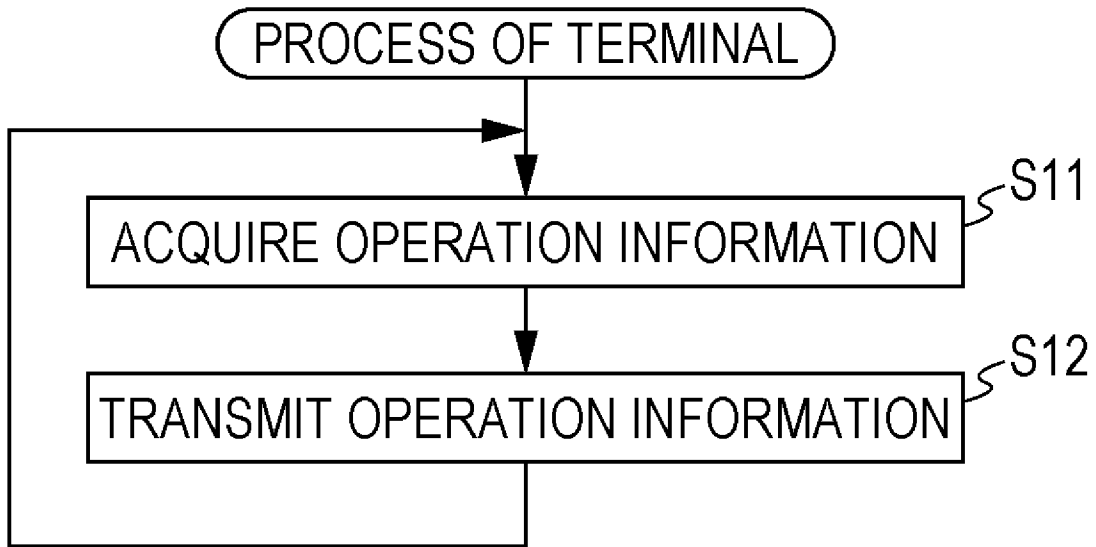 PROCESS OF TERMINAL
S11
ACQUIRE OPERATION INFORMATION
S12
TRANSMIT OPERATION INFORMATION